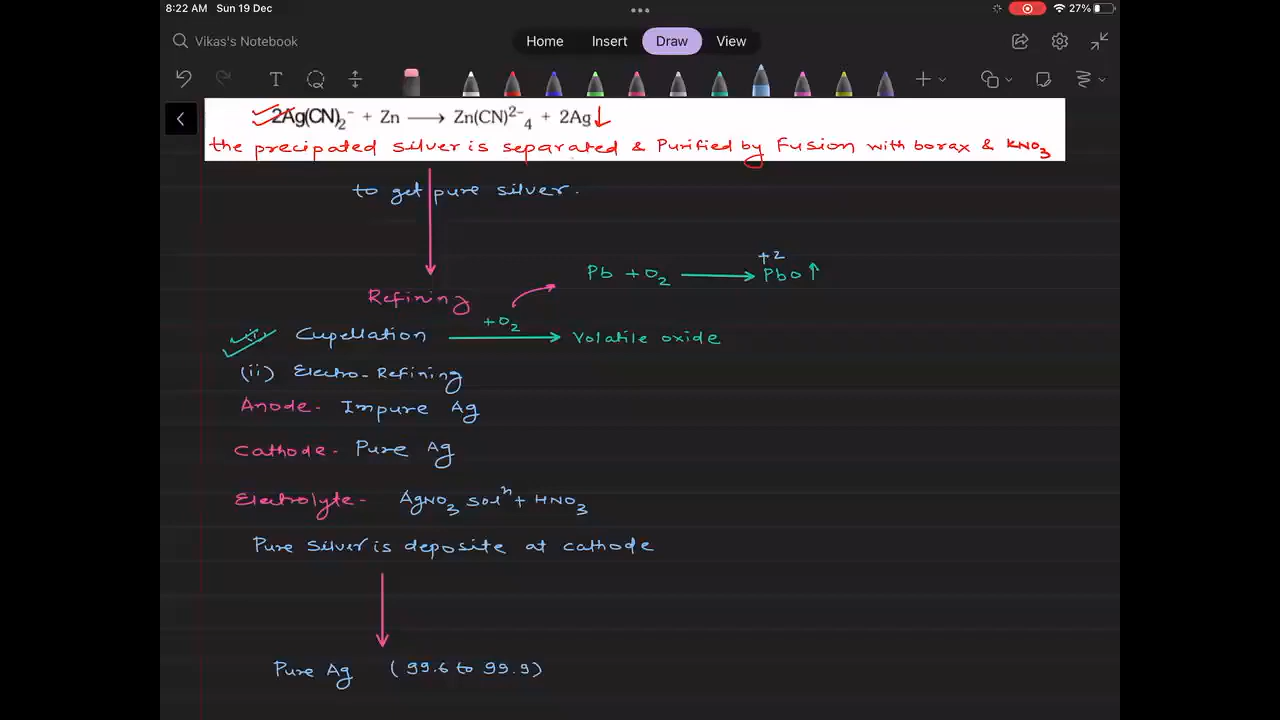 8:22 AM Sun 19 Dec
27%
Vikas's Notebook
Home Insert Draw View
2Ag(CN)₂⁻ + Zn ⟶ Zn(CN)²⁻₄ + 2Ag↓
the precipated silver is separated & Purified by Fusion with borax & KNO₃
to get pure silver.
Pb + O₂ ⟶ PbO ↑
+2
Refining
+O₂
(i) Cupellation ⟶ Volatile oxide
(ii) Electro-Refining
Anode - Impure Ag
Cathode - Pure Ag
Electrolyte - AgNO₃ solⁿ + HNO₃
Pure Silver is deposite at cathode
Pure Ag (99.6 to 99.9)